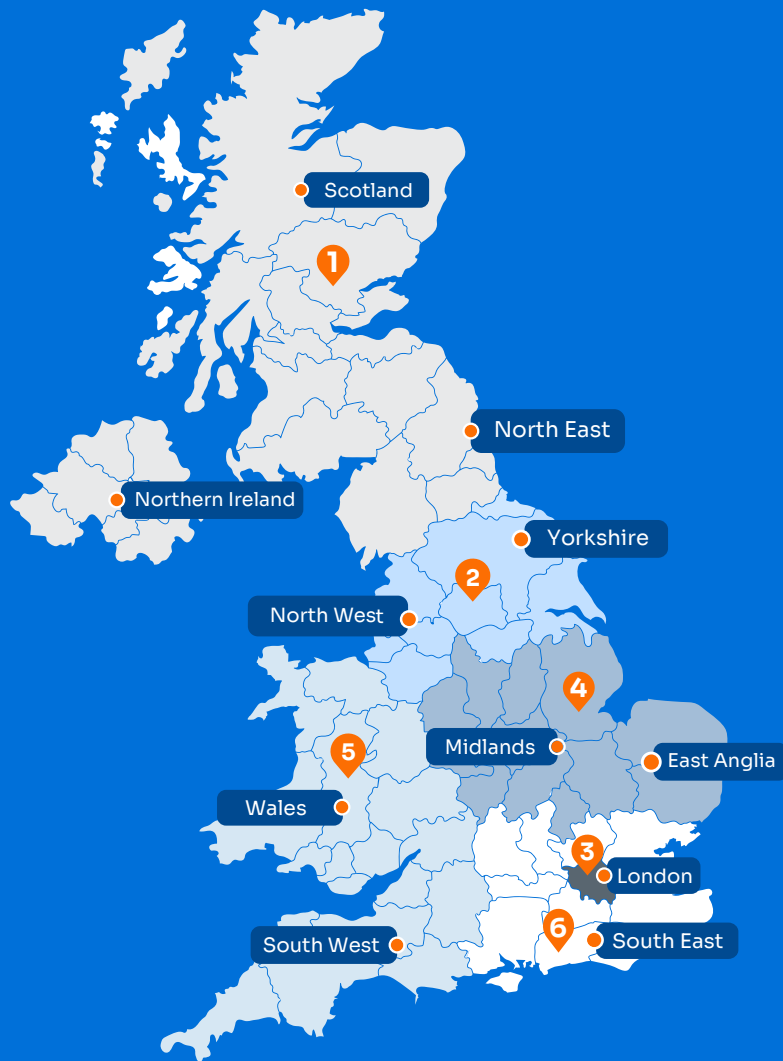 Scotland
1
North East
Northern Ireland
Yorkshire
2
North West
4
Midlands
5
East Anglia
Wales
3
London
6
South West
South East